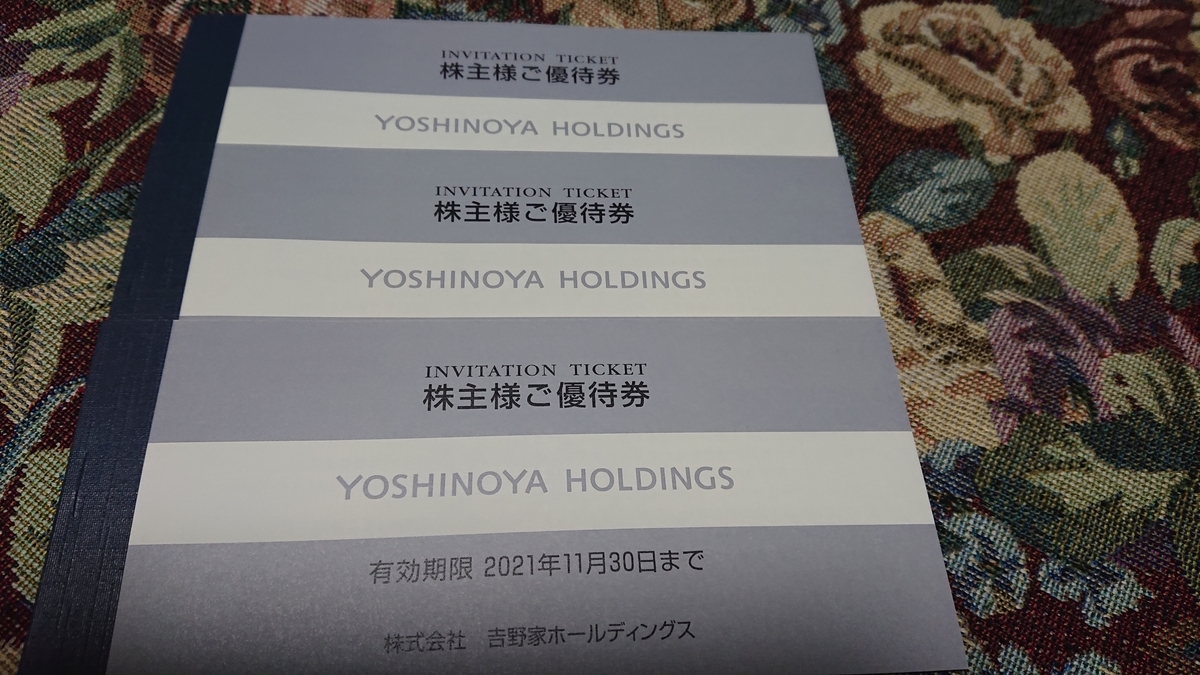 INVITATION TICKET
株主様ご優待券
YOSHINOYA HOLDINGS
INVITATION TICKET
株主様ご優待券
YOSHINOYA HOLDINGS
INVITATION TICKET
株主様ご優待券
YOSHINOYA HOLDINGS
有効期限 2021年11月30日まで
株式会社 吉野家ホールディングス